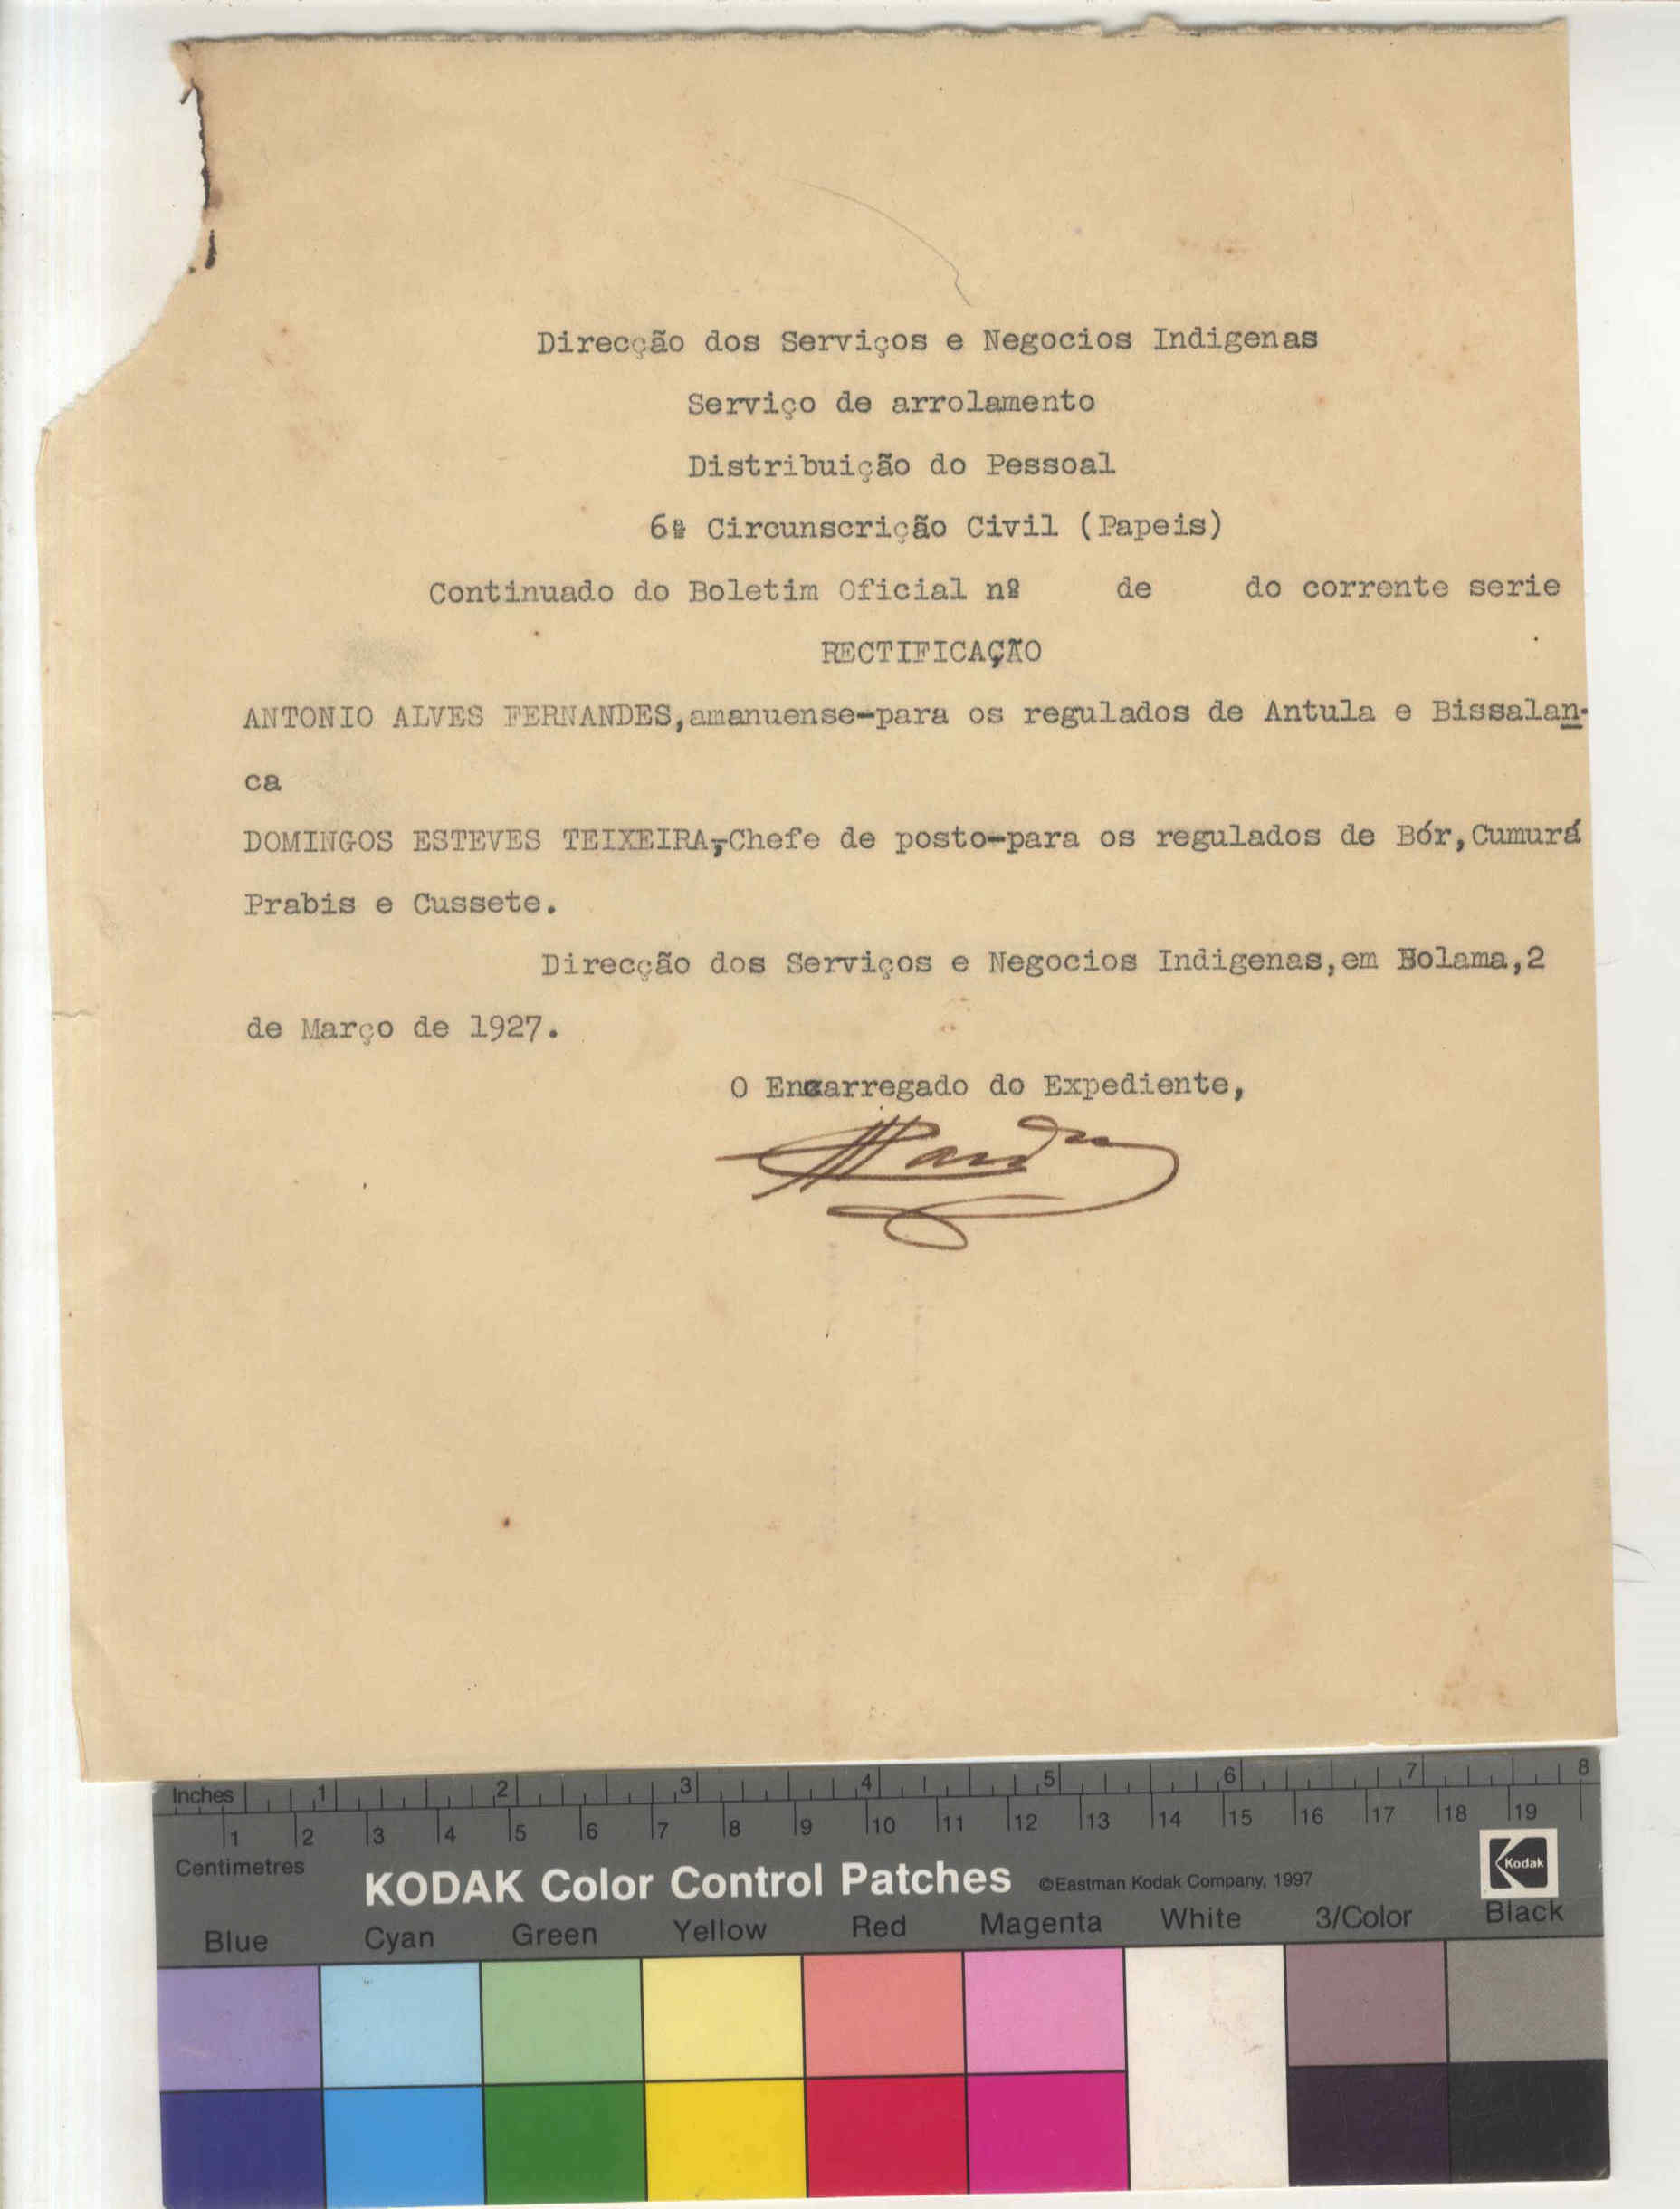 Direcção dos Serviços e Negocios Indigenas
Serviço de arrolamento
Distribuição do Pessoal
6ª Circunscrição Civil (Papeis)
Continuado do Boletim Oficial nº de do corrente serie
RECTIFICAÇÃO
ANTONIO ALVES FERNANDES,amanuense-para os regulados de Antula e Bissalan-
ca
DOMINGOS ESTEVES TEIXEIRA,-Chefe de posto-para os regulados de Bór,Cumurá
Prabis e Cussete.
Direcção dos Serviços e Negocios Indigenas,em Bolama,2
de Março de 1927.
O Encarregado do Expediente,
Inches 1 2 3 4 5 6 7 8
1 2 3 4 5 6 7 8 9 10 11 12 13 14 15 16 17 18 19
Centimetres
KODAK Color Control Patches ©Eastman Kodak Company, 1997 Kodak
Blue Cyan Green Yellow Red Magenta White 3/Color Black